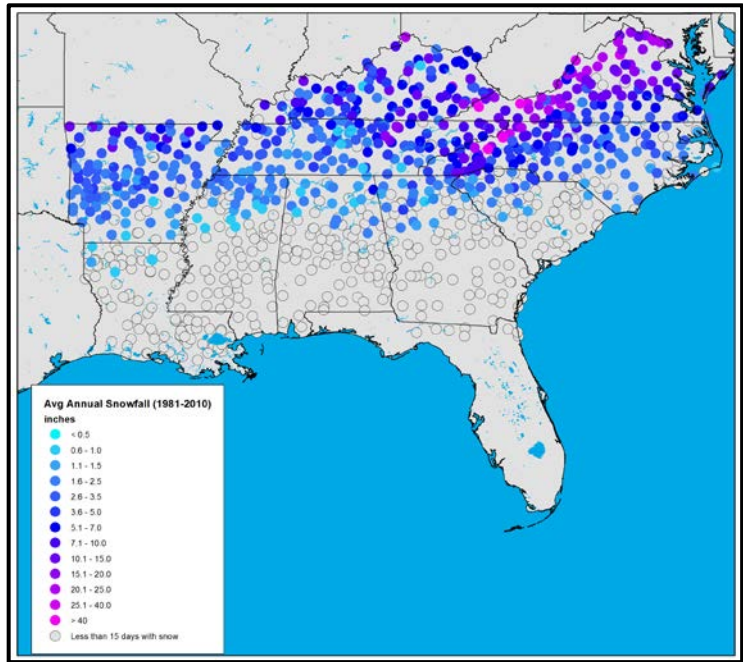 Avg Annual Snowfall (1981-2010)
inches
< 0.5
0.6 - 1.0
1.1 - 1.5
1.6 - 2.5
2.6 - 3.5
3.6 - 5.0
5.1 - 7.0
7.1 - 10.0
10.1 - 15.0
15.1 - 20.0
20.1 - 25.0
25.1 - 40.0
> 40
Less than 15 days with snow